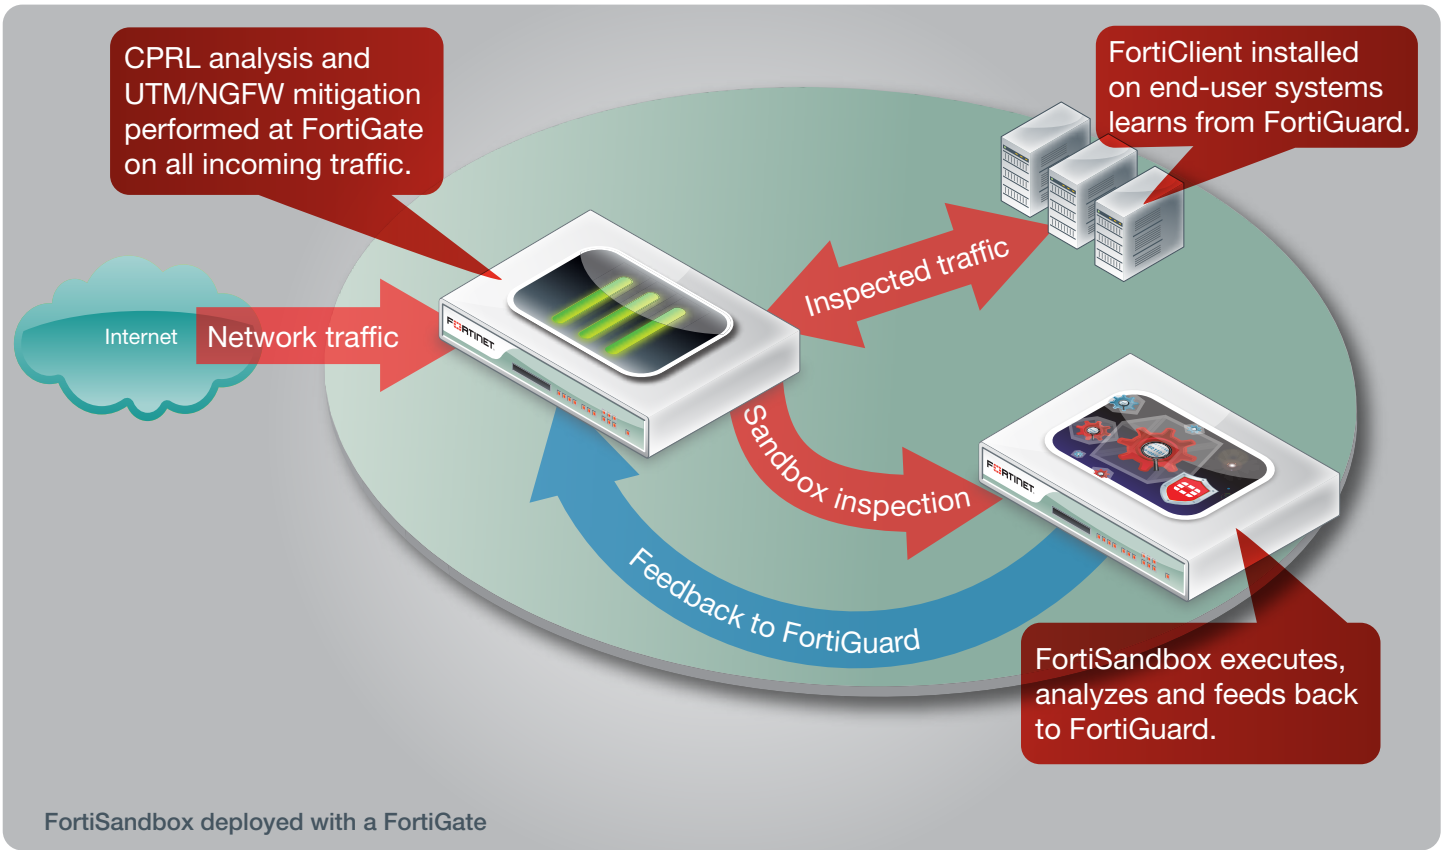 CPRL analysis and
UTM/NGFW mitigation
performed at FortiGate
on all incoming traffic.
FortiClient installed
on end-user systems
learns from FortiGuard.
Internet
Network traffic
Inspected traffic
FORTINET
Sandbox inspection
FORTINET
Feedback to FortiGuard
FortiSandbox executes,
analyzes and feeds back
to FortiGuard.
FortiSandbox deployed with a FortiGate